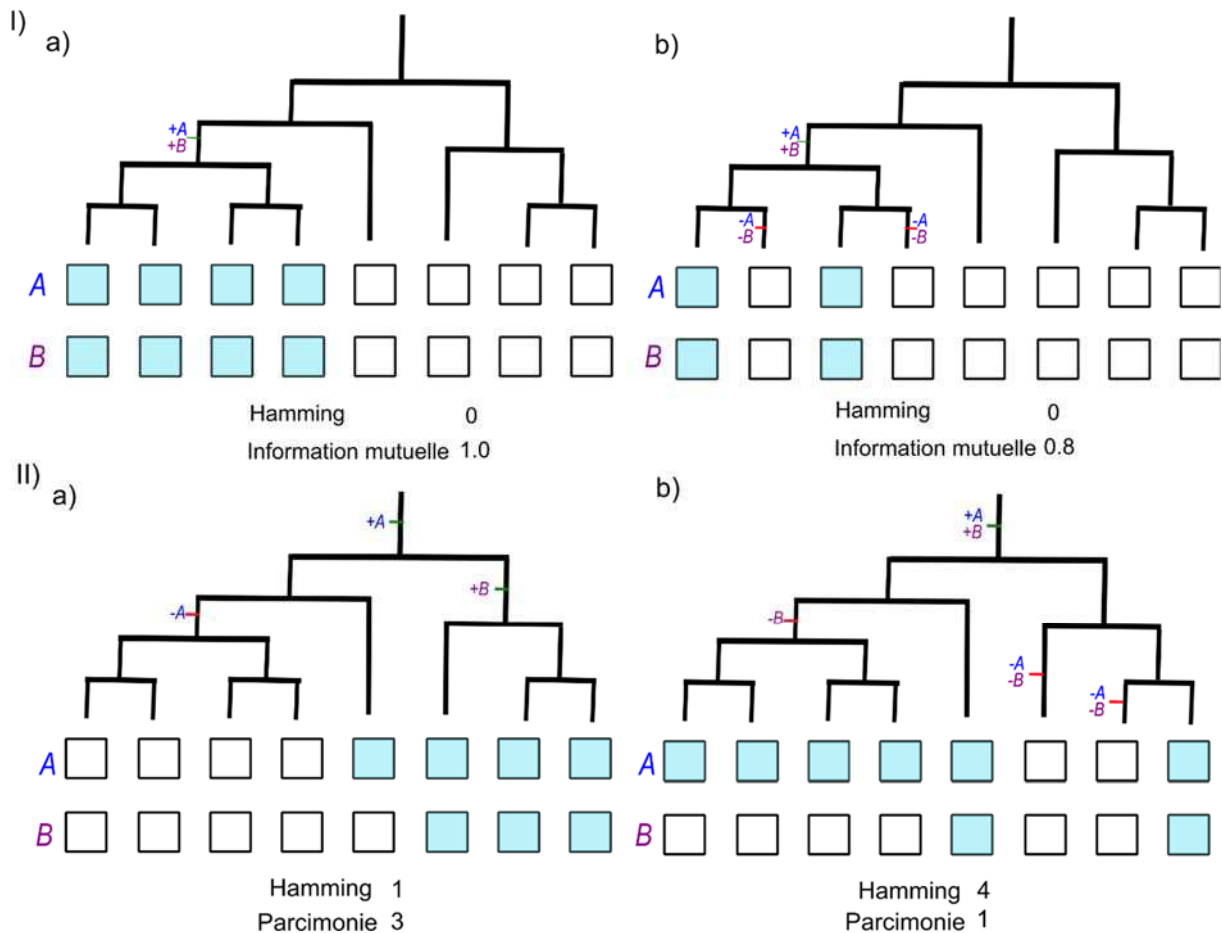 I)
a)
+A
+B
A
B
Hamming 0
Information mutuelle 1.0
b)
+A
+B
-A
-B
-A
-B
A
B
Hamming 0
Information mutuelle 0.8
II)
a)
+A
+B
-A
A
B
Hamming 1
Parcimonie 3
b)
+A
+B
-B
-A
-B
-A
-B
A
B
Hamming 4
Parcimonie 1